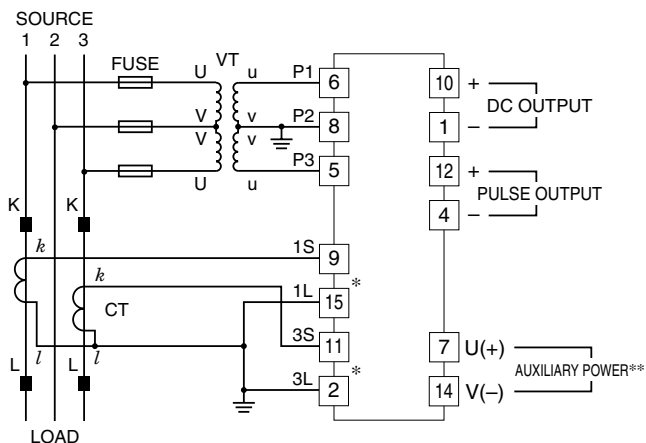 SOURCE
1 2 3
FUSE
VT
U u P1 6
V v P2 8
V v
U u P3 5
10 +
DC OUTPUT
1 −
12 +
PULSE OUTPUT
4 −
K K
k 1S 9
k 1L 15 *
CT
3S 11
L l L l
3L 2 *
7 U(+)
AUXILIARY POWER**
14 V(−)
LOAD